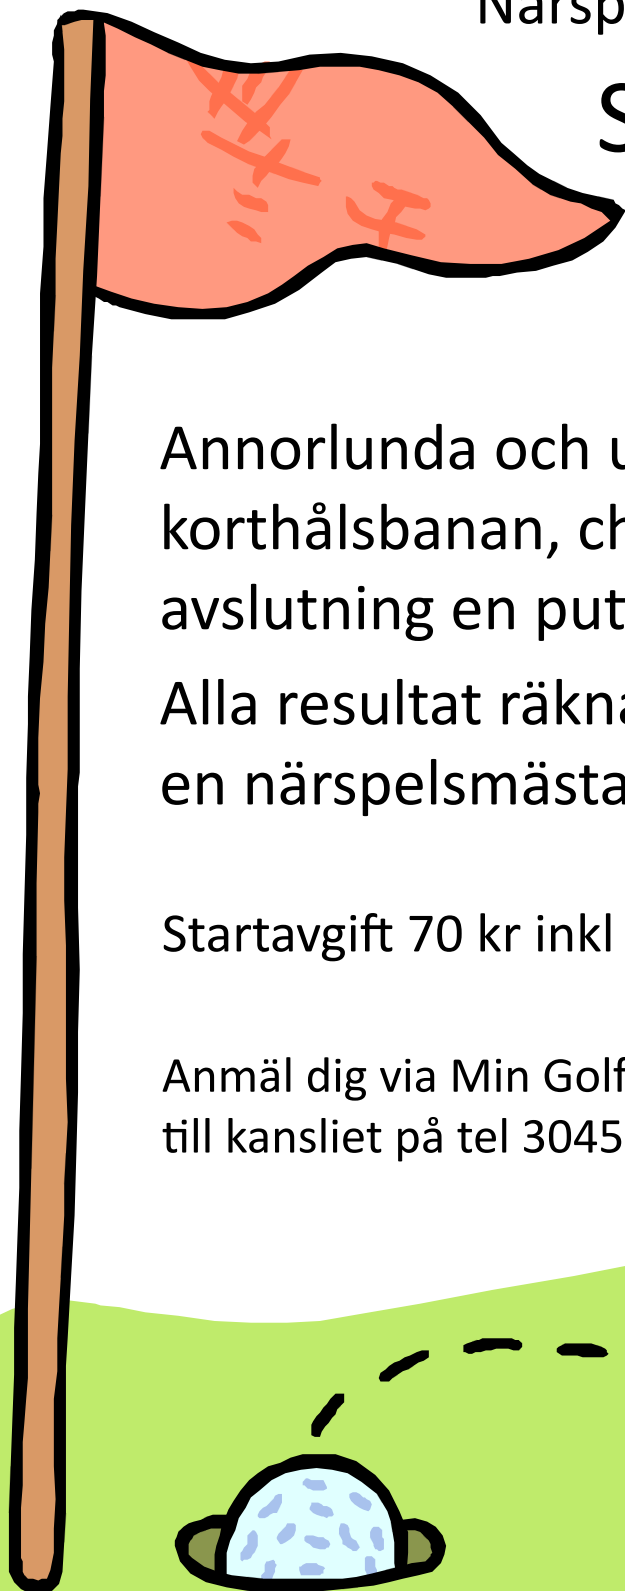 Närsp
S
Annorlunda och u
korthålsbanan, ch
avslutning en put
Alla resultat räkna
en närspelsmästa
Startavgift 70 kr inkl
Anmäl dig via Min Golf
till kansliet på tel 3045